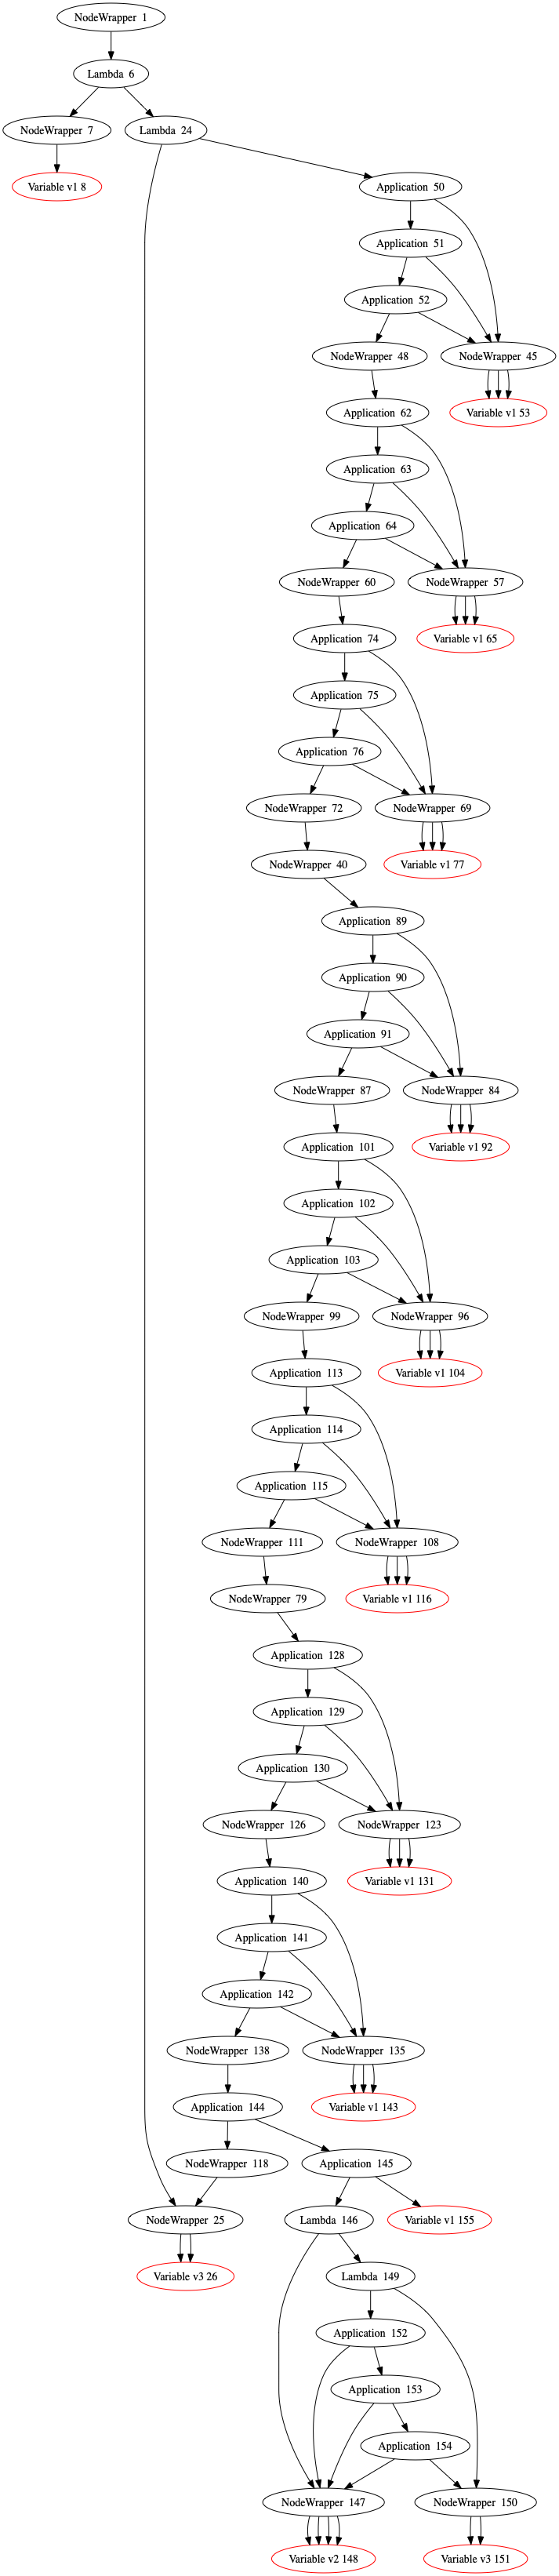 NodeWrapper 1
Lambda 6
NodeWrapper 7
Lambda 24
Variable v1 8
Application 50
Application 51
Application 52
NodeWrapper 48
NodeWrapper 45
Application 62
Variable v1 53
Application 63
Application 64
NodeWrapper 60
NodeWrapper 57
Application 74
Variable v1 65
Application 75
Application 76
NodeWrapper 72
NodeWrapper 69
NodeWrapper 40
Variable v1 77
Application 89
Application 90
Application 91
NodeWrapper 87
NodeWrapper 84
Application 101
Variable v1 92
Application 102
Application 103
NodeWrapper 99
NodeWrapper 96
Application 113
Variable v1 104
Application 114
Application 115
NodeWrapper 111
NodeWrapper 108
NodeWrapper 79
Variable v1 116
Application 128
Application 129
Application 130
NodeWrapper 126
NodeWrapper 123
Application 140
Variable v1 131
Application 141
Application 142
NodeWrapper 138
NodeWrapper 135
Application 144
Variable v1 143
NodeWrapper 118
Application 145
NodeWrapper 25
Lambda 146
Variable v1 155
Variable v3 26
Lambda 149
Application 152
Application 153
Application 154
NodeWrapper 147
NodeWrapper 150
Variable v2 148
Variable v3 151